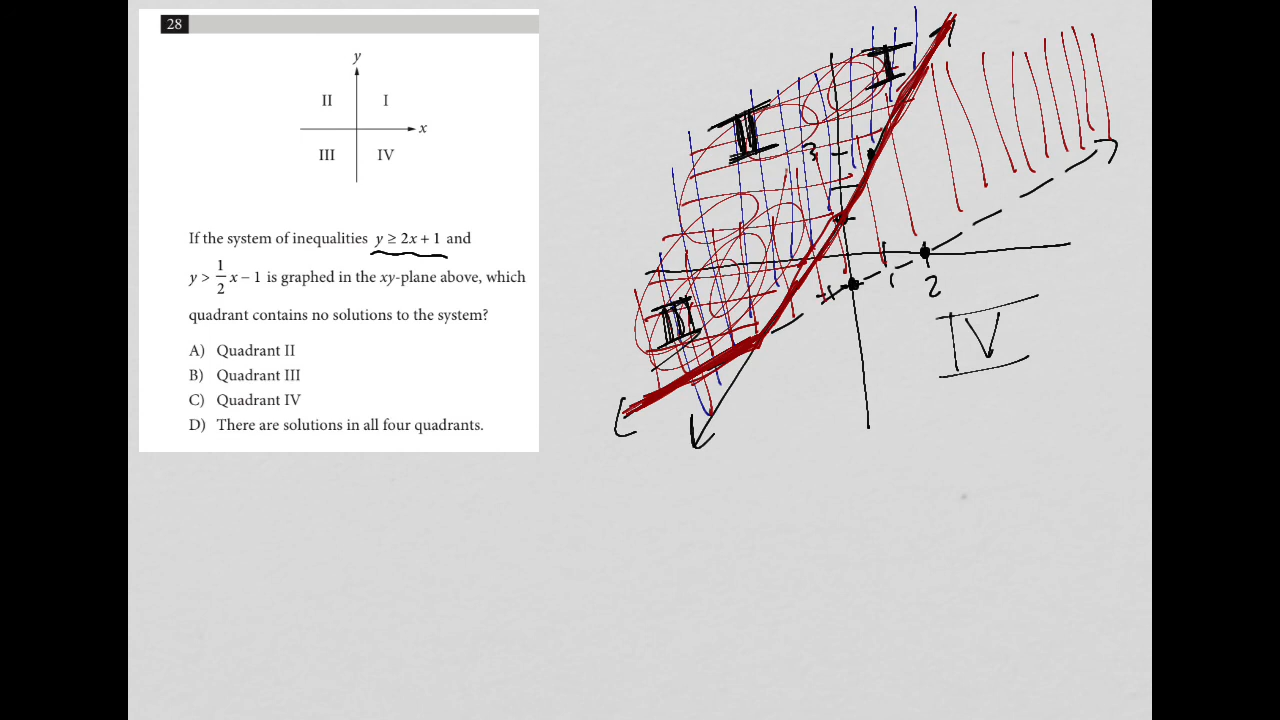 28
y
II I
x
III IV
If the system of inequalities y ≥ 2x + 1 and
y > 1/2 x − 1 is graphed in the xy-plane above, which
quadrant contains no solutions to the system?
A) Quadrant II
B) Quadrant III
C) Quadrant IV
D) There are solutions in all four quadrants.
I
II
3
1 2
III
IV